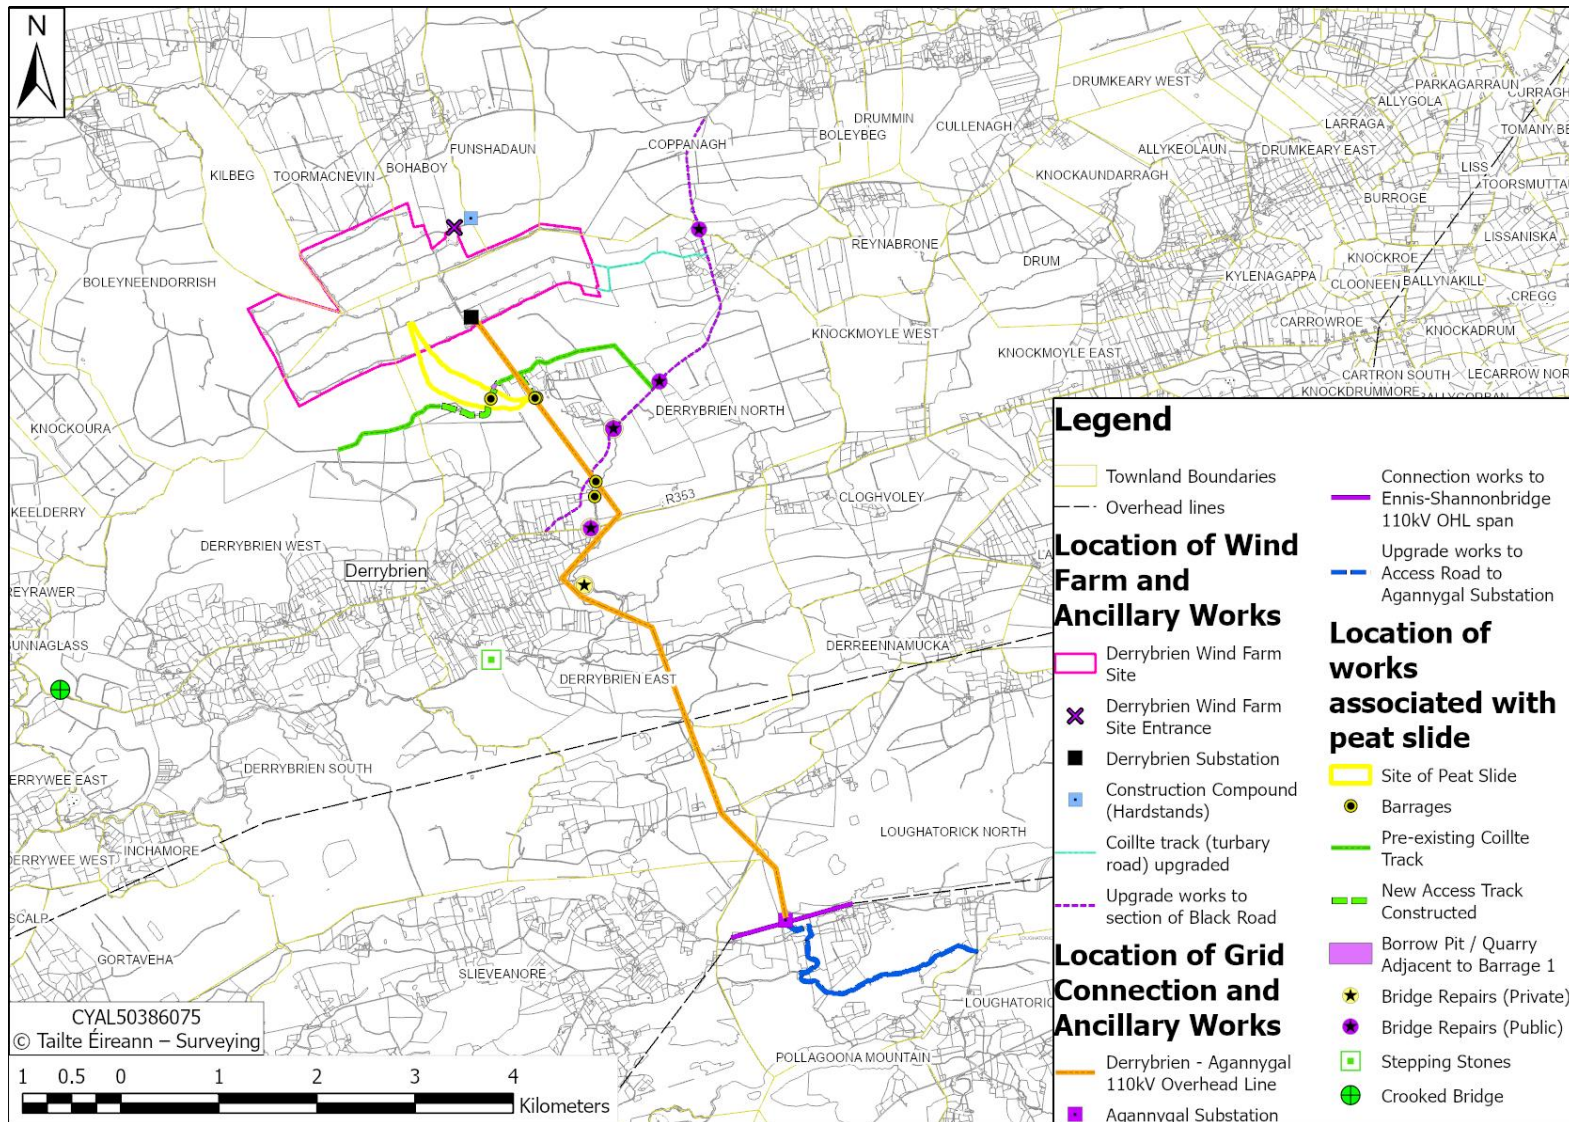 N
DRUMKEARY WEST
PARKAGARRAUN
CURRAGH
ALLYGOLA
DRUMMIN
BOLEYBEG
CULLENAGH
LARRAGA
TOMANY BE
COPPANAGH
FUNSHADAUN
ALLYKEOLAUN
DRUMKEARY EAST
BOHABOY
TOORMACNEVIN
KILBEG
KNOCKAUNDARRAGH
LISS
TOORSMUTTA
BURROGE
REYNABRONE
LISSANISKA
DRUM
KNOCKROE
BOLEYNEENDORRISH
KYLENAGAPPA
CLOONEEN
BALLYNAKILL
CREGG
CARROWROE
KNOCKADRUM
KNOCKMOYLE WEST
KNOCKMOYLE EAST
CARTRON SOUTH
LECARROW NOR
KNOCKDRUMMORE
DERRYBRIEN NORTH
KNOCKOURA
R353
CLOGHVOLEY
KEELDERRY
DERRYBRIEN WEST
Derrybrien
REYRAWER
LA
SUNNAGLASS
DERREENNAMUCKA
DERRYBRIEN EAST
DERRYBRIEN SOUTH
ERRYWEE EAST
LOUGHATORICK NORTH
INCHAMORE
DERRYWEE WEST
SCALP
GORTAVEHA
SLIEVEANORE
LOUGHATORIC
POLLAGOONA MOUNTAIN
CYAL50386075
© Tailte Éireann – Surveying
1 0.5 0 1 2 3 4
Kilometers
Legend
Townland Boundaries
Overhead lines
Location of Wind
Farm and
Ancillary Works
Derrybrien Wind Farm
Site
Derrybrien Wind Farm
Site Entrance
Derrybrien Substation
Construction Compound
(Hardstands)
Coillte track (turbary
road) upgraded
Upgrade works to
section of Black Road
Location of Grid
Connection and
Ancillary Works
Derrybrien - Agannygal
110kV Overhead Line
Agannygal Substation
Connection works to
Ennis-Shannonbridge
110kV OHL span
Upgrade works to
Access Road to
Agannygal Substation
Location of
works
associated with
peat slide
Site of Peat Slide
Barrages
Pre-existing Coillte
Track
New Access Track
Constructed
Borrow Pit / Quarry
Adjacent to Barrage 1
Bridge Repairs (Private)
Bridge Repairs (Public)
Stepping Stones
Crooked Bridge